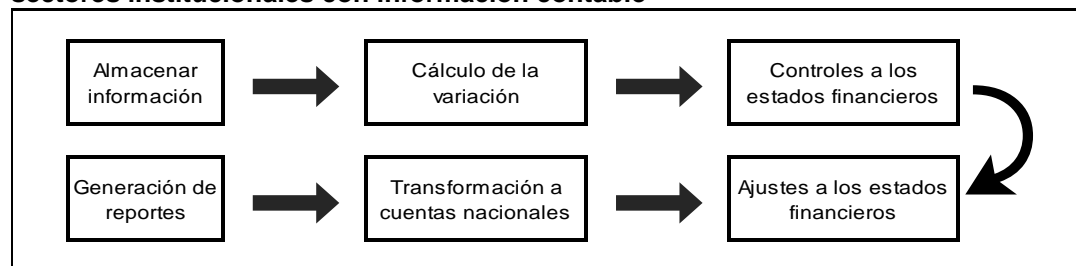 sectores institucionales con información contable
Almacenar
información
Cálculo de la
variación
Controles a los
estados financieros
Generación de
reportes
Transformación a
cuentas nacionales
Ajustes a los estados
financieros